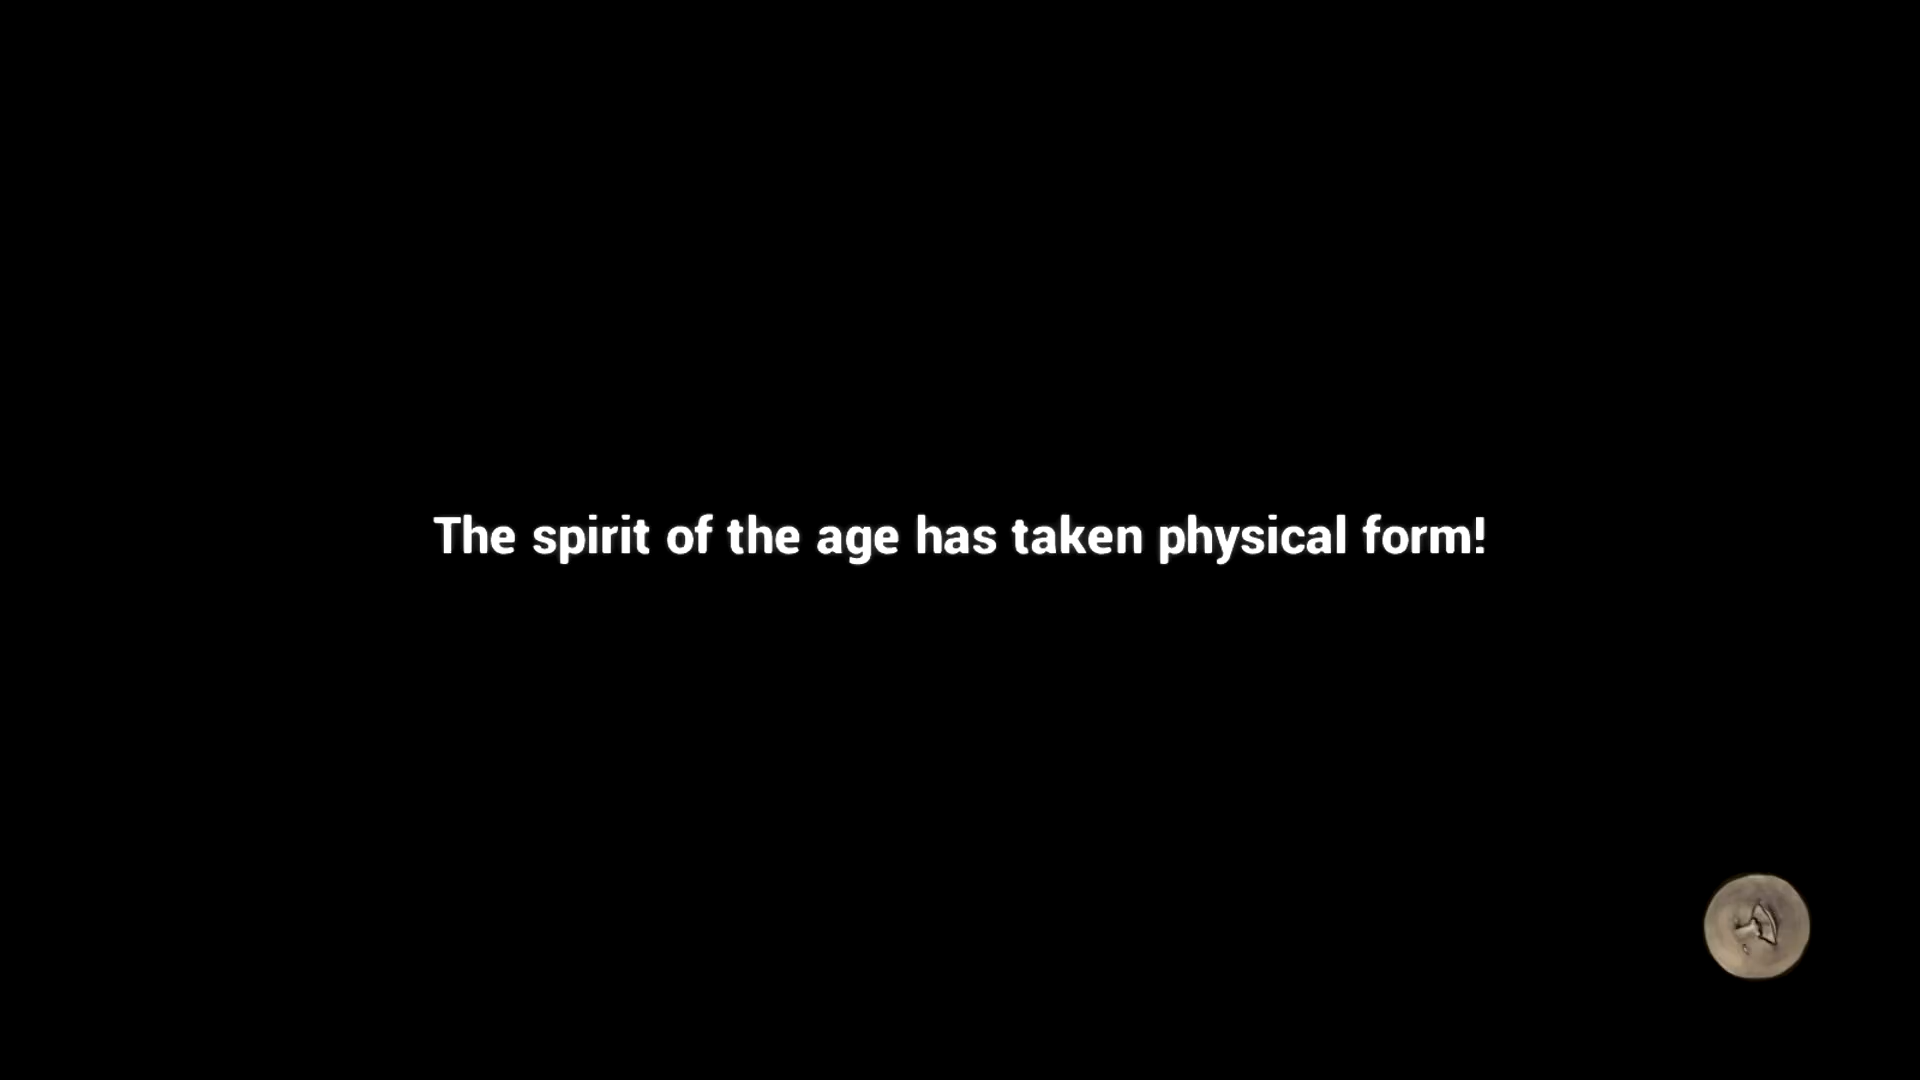 The spirit of the age has taken physical form!